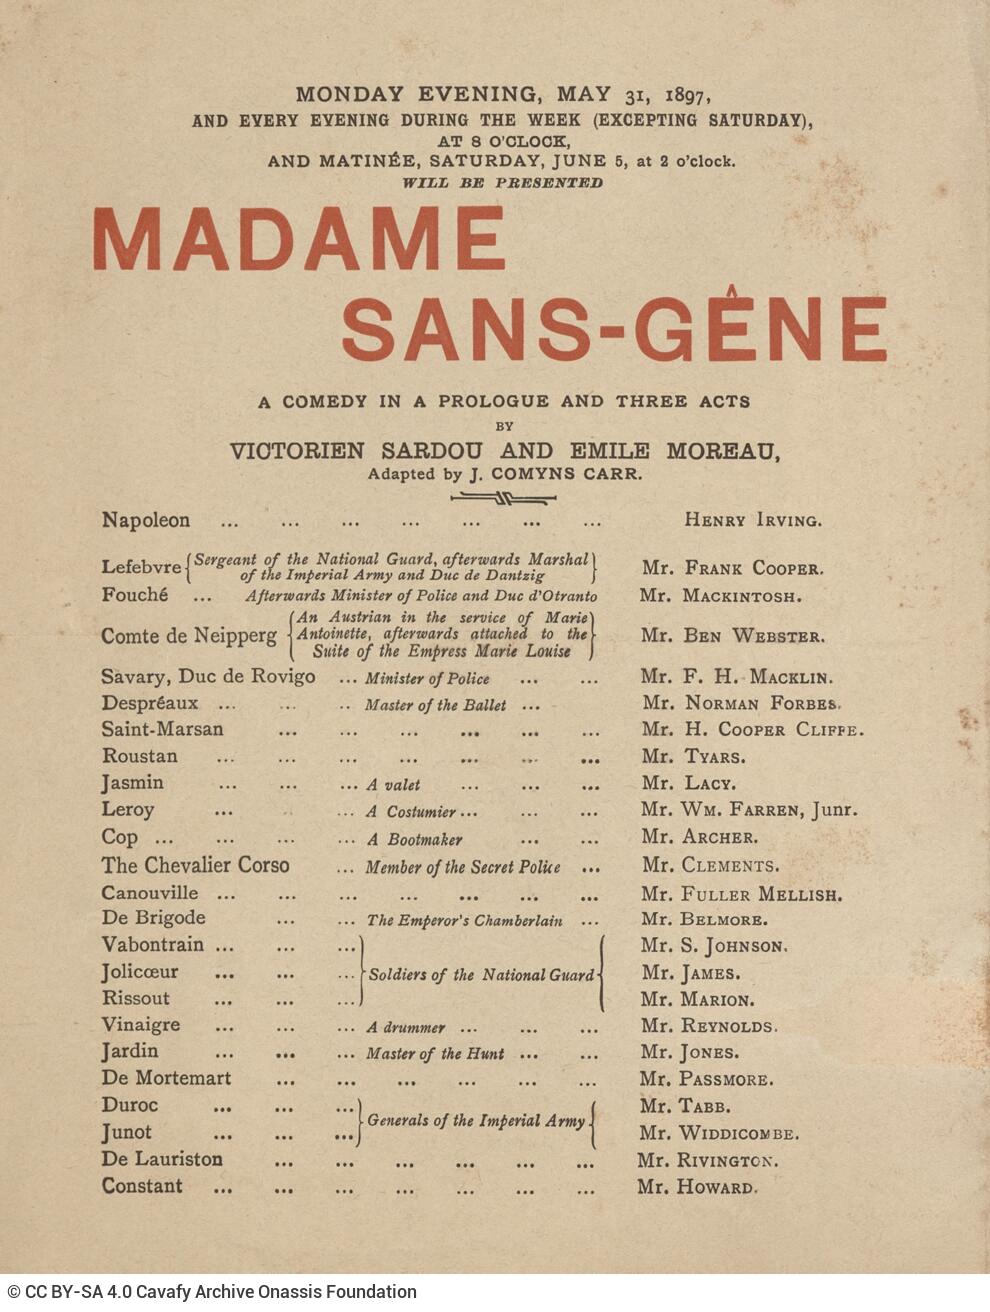 MONDAY EVENING, MAY 31, 1897,
AND EVERY EVENING DURING THE WEEK (EXCEPTING SATURDAY),
AT 8 O'CLOCK,
AND MATINÉE, SATURDAY, JUNE 5, at 2 o'clock.
WILL BE PRESENTED
MADAME
SANS-GÊNE
A COMEDY IN A PROLOGUE AND THREE ACTS
BY
VICTORIEN SARDOU AND EMILE MOREAU,
Adapted by J. COMYNS CARR.
Napoleon ... ... ... ... ... ... ... HENRY IRVING.
Lefebvre { Sergeant of the National Guard, afterwards Marshal
of the Imperial Army and Duc de Dantzig } Mr. FRANK COOPER.
Fouché ... Afterwards Minister of Police and Duc d'Otranto Mr. MACKINTOSH.
Comte de Neipperg { An Austrian in the service of Marie
Antoinette, afterwards attached to the
Suite of the Empress Marie Louise } Mr. BEN WEBSTER.
Savary, Duc de Rovigo ... Minister of Police ... ... Mr. F. H. MACKLIN.
Despréaux ... ... ... Master of the Ballet ... Mr. NORMAN FORBES.
Saint-Marsan ... ... ... ... ... ... Mr. H. COOPER CLIFFE.
Roustan ... ... ... ... ... ... ... Mr. TYARS.
Jasmin ... ... ... A valet ... ... ... Mr. LACY.
Leroy ... ... ... A Costumier ... ... ... Mr. WM. FARREN, Junr.
Cop ... ... ... ... A Bootmaker ... ... Mr. ARCHER.
The Chevalier Corso ... Member of the Secret Police ... Mr. CLEMENTS.
Canouville ... ... ... ... ... ... ... Mr. FULLER MELLISH.
De Brigode ... ... The Emperor's Chamberlain ... Mr. BELMORE.
Vabontrain ... ... ... Mr. S. JOHNSON.
Jolicœur ... ... ... } Soldiers of the National Guard { Mr. JAMES.
Rissout ... ... ... Mr. MARION.
Vinaigre ... ... ... A drummer ... ... ... Mr. REYNOLDS.
Jardin ... ... ... Master of the Hunt ... ... Mr. JONES.
De Mortemart ... ... ... ... ... ... Mr. PASSMORE.
Duroc ... ... ... } Generals of the Imperial Army { Mr. TABB.
Junot ... ... ... Mr. WIDDICOMBE.
De Lauriston ... ... ... ... ... ... Mr. RIVINGTON.
Constant ... ... ... ... ... ... ... Mr. HOWARD.
© CC BY-SA 4.0 Cavafy Archive Onassis Foundation